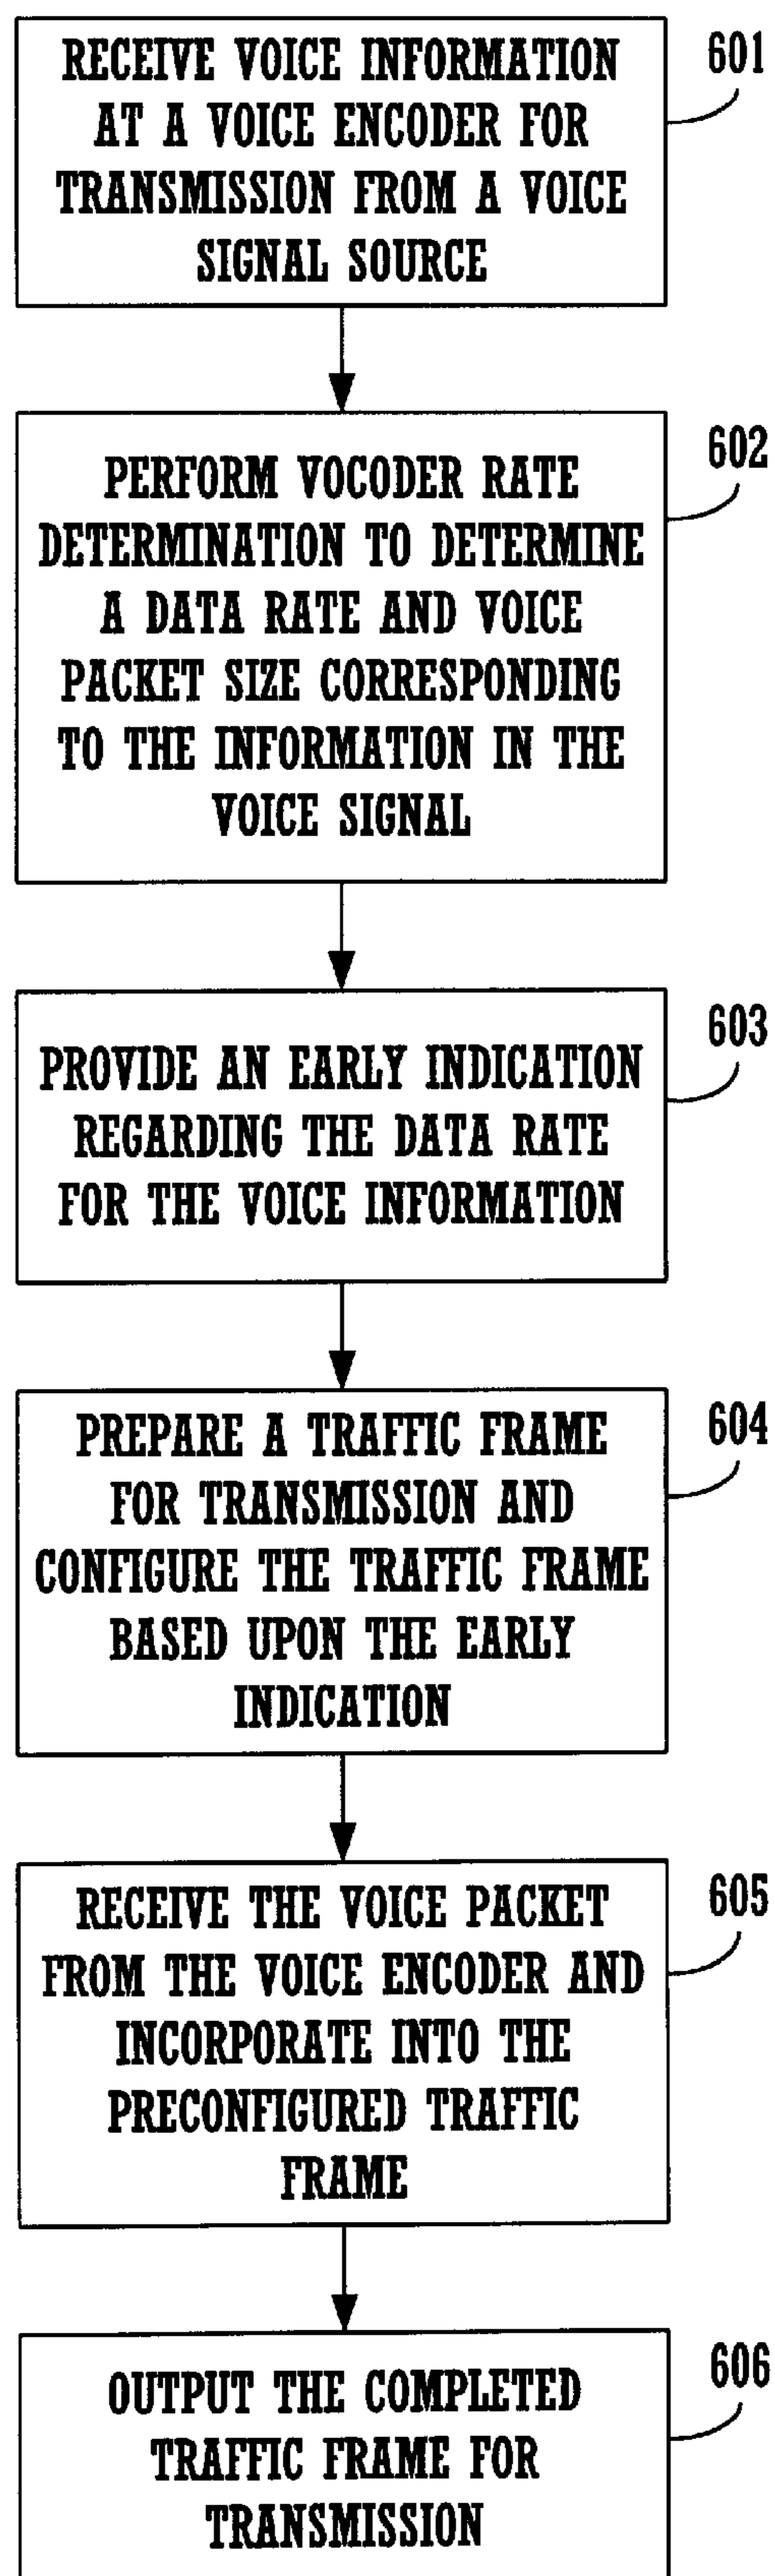 RECEIVE VOICE INFORMATION
AT A VOICE ENCODER FOR
TRANSMISSION FROM A VOICE
SIGNAL SOURCE
601
PERFORM VOCODER RATE
DETERMINATION TO DETERMINE
A DATA RATE AND VOICE
PACKET SIZE CORRESPONDING
TO THE INFORMATION IN THE
VOICE SIGNAL
602
PROVIDE AN EARLY INDICATION
REGARDING THE DATA RATE
FOR THE VOICE INFORMATION
603
PREPARE A TRAFFIC FRAME
FOR TRANSMISSION AND
CONFIGURE THE TRAFFIC FRAME
BASED UPON THE EARLY
INDICATION
604
RECEIVE THE VOICE PACKET
FROM THE VOICE ENCODER AND
INCORPORATE INTO THE
PRECONFIGURED TRAFFIC
FRAME
605
OUTPUT THE COMPLETED
TRAFFIC FRAME FOR
TRANSMISSION
606